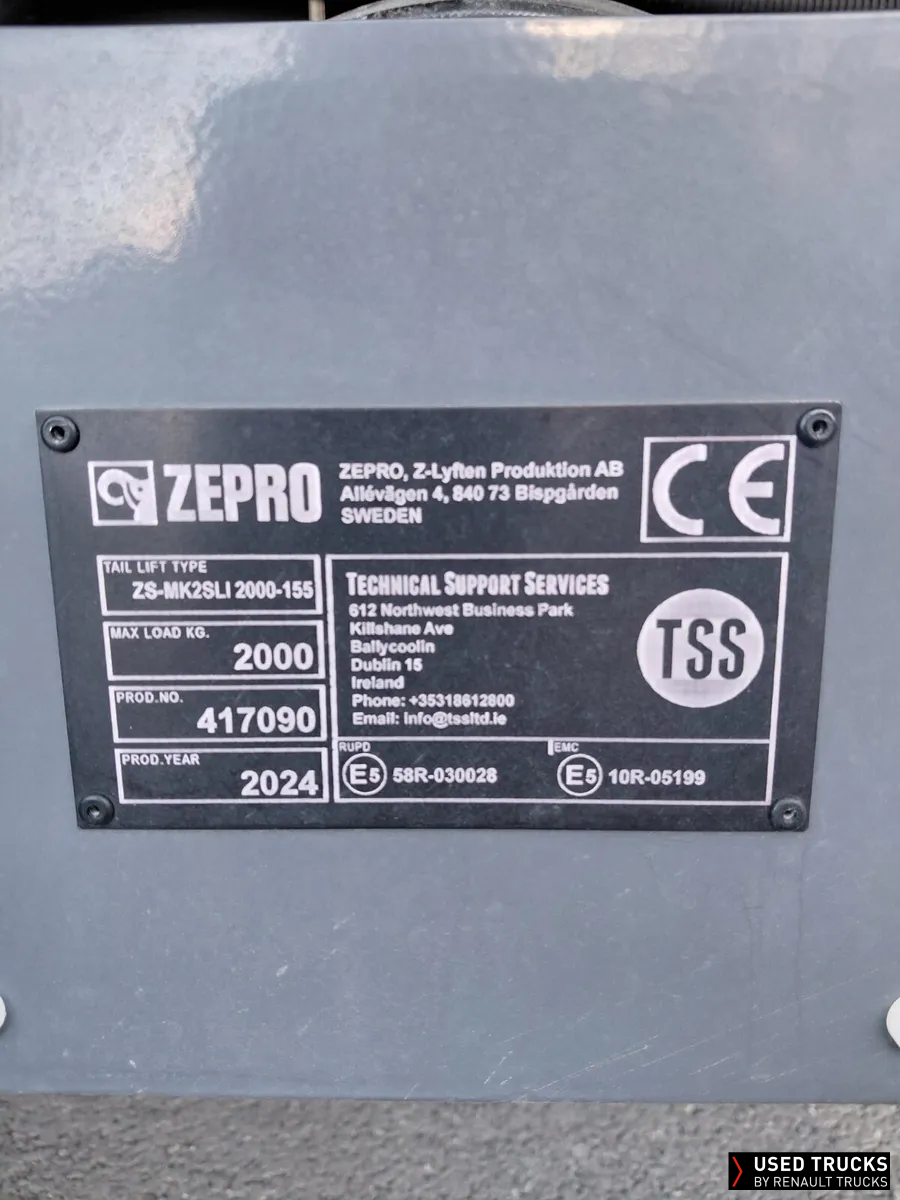 ZEPRO
ZEPRO, Z-Lyften Produktion AB
Allévägen 4, 840 73 Bispgården
SWEDEN
CE
TAIL LIFT TYPE
ZS-MK2SLI 2000-155
MAX LOAD KG.
2000
PROD.NO.
417090
PROD.YEAR
2024
TECHNICAL SUPPORT SERVICES
612 Northwest Business Park
Killshane Ave
Ballycoolin
Dublin 15
Ireland
Phone: +35318612800
Email: info@tssltd.ie
TSS
RUPD
E5 58R-030028
EMC
E5 10R-05199
USED TRUCKS
BY RENAULT TRUCKS